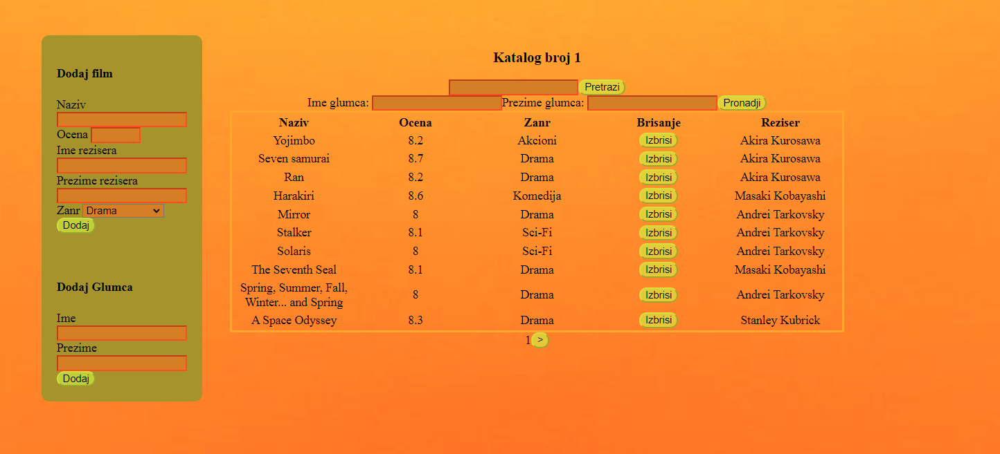 Dodaj film
Naziv
Ocena
Ime rezisera
Prezime rezisera
Zanr Drama
Dodaj
Dodaj Glumca
Ime
Prezime
Dodaj
Katalog broj 1
Pretrazi
Ime glumca: Prezime glumca: Pronadji
Naziv Ocena Zanr Brisanje Reziser
Yojimbo 8.2 Akcioni Izbrisi Akira Kurosawa
Seven samurai 8.7 Drama Izbrisi Akira Kurosawa
Ran 8.2 Drama Izbrisi Akira Kurosawa
Harakiri 8.6 Komedija Izbrisi Masaki Kobayashi
Mirror 8 Drama Izbrisi Andrei Tarkovsky
Stalker 8.1 Sci-Fi Izbrisi Andrei Tarkovsky
Solaris 8 Sci-Fi Izbrisi Andrei Tarkovsky
The Seventh Seal 8.1 Drama Izbrisi Masaki Kobayashi
Spring, Summer, Fall,
Winter... and Spring 8 Drama Izbrisi Andrei Tarkovsky
A Space Odyssey 8.3 Drama Izbrisi Stanley Kubrick
1 >